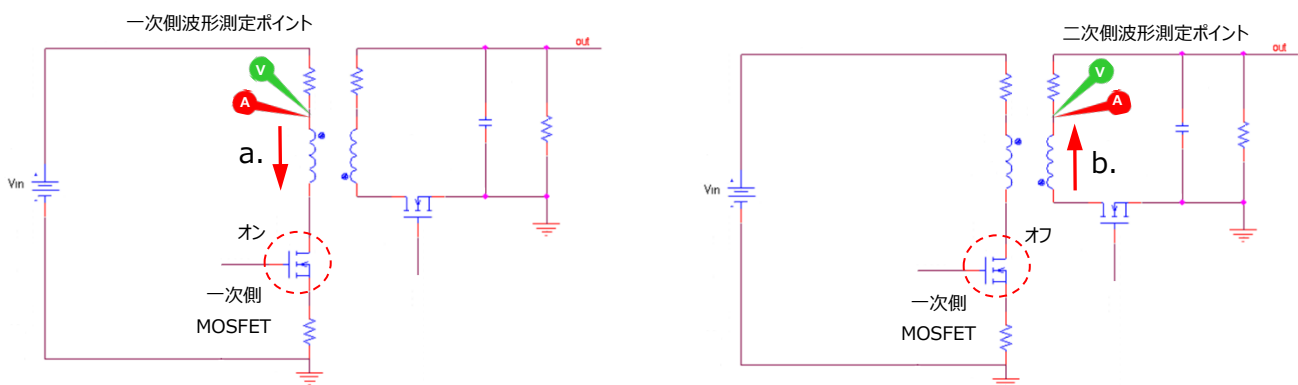 一次側波形測定ポイント
out
V
A
a.
Vin
オン
一次側
MOSFET
二次側波形測定ポイント
out
V
A
b.
Vin
オフ
一次側
MOSFET